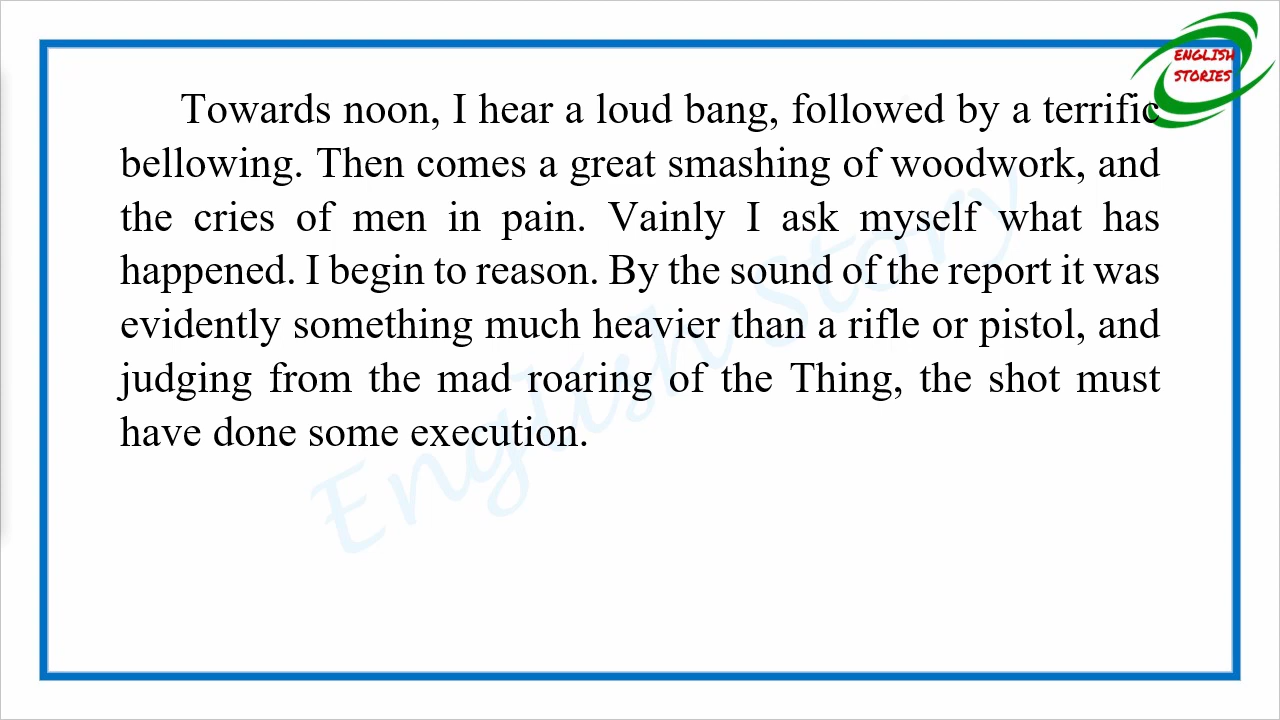 ENGLISH
STORIES
Towards noon, I hear a loud bang, followed by a terrific
bellowing. Then comes a great smashing of woodwork, and
the cries of men in pain. Vainly I ask myself what has
happened. I begin to reason. By the sound of the report it was
evidently something much heavier than a rifle or pistol, and
judging from the mad roaring of the Thing, the shot must
have done some execution.
English Story